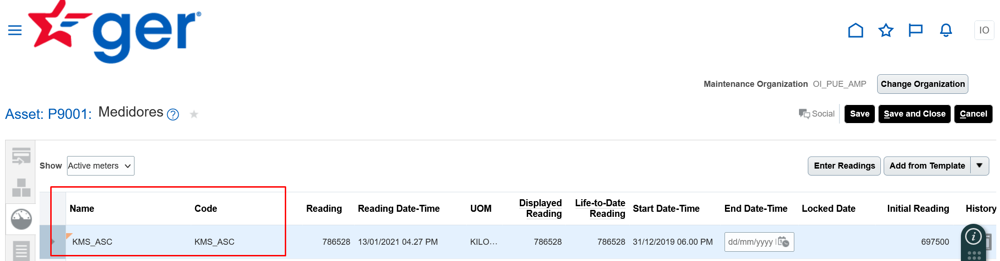 ger®
IO
Maintenance Organization OI_PUE_AMP Change Organization
Asset: P9001: Medidores ?
Social Save Save and Close Cancel
Show Active meters
Enter Readings Add from Template
Name Code Reading Reading Date-Time UOM Displayed Reading Life-to-Date Reading Start Date-Time End Date-Time Locked Date Initial Reading History
KMS_ASC KMS_ASC 786528 13/01/2021 04.27 PM KILO... 786528 786528 31/12/2019 06.00 PM dd/mm/yyyy 697500
i